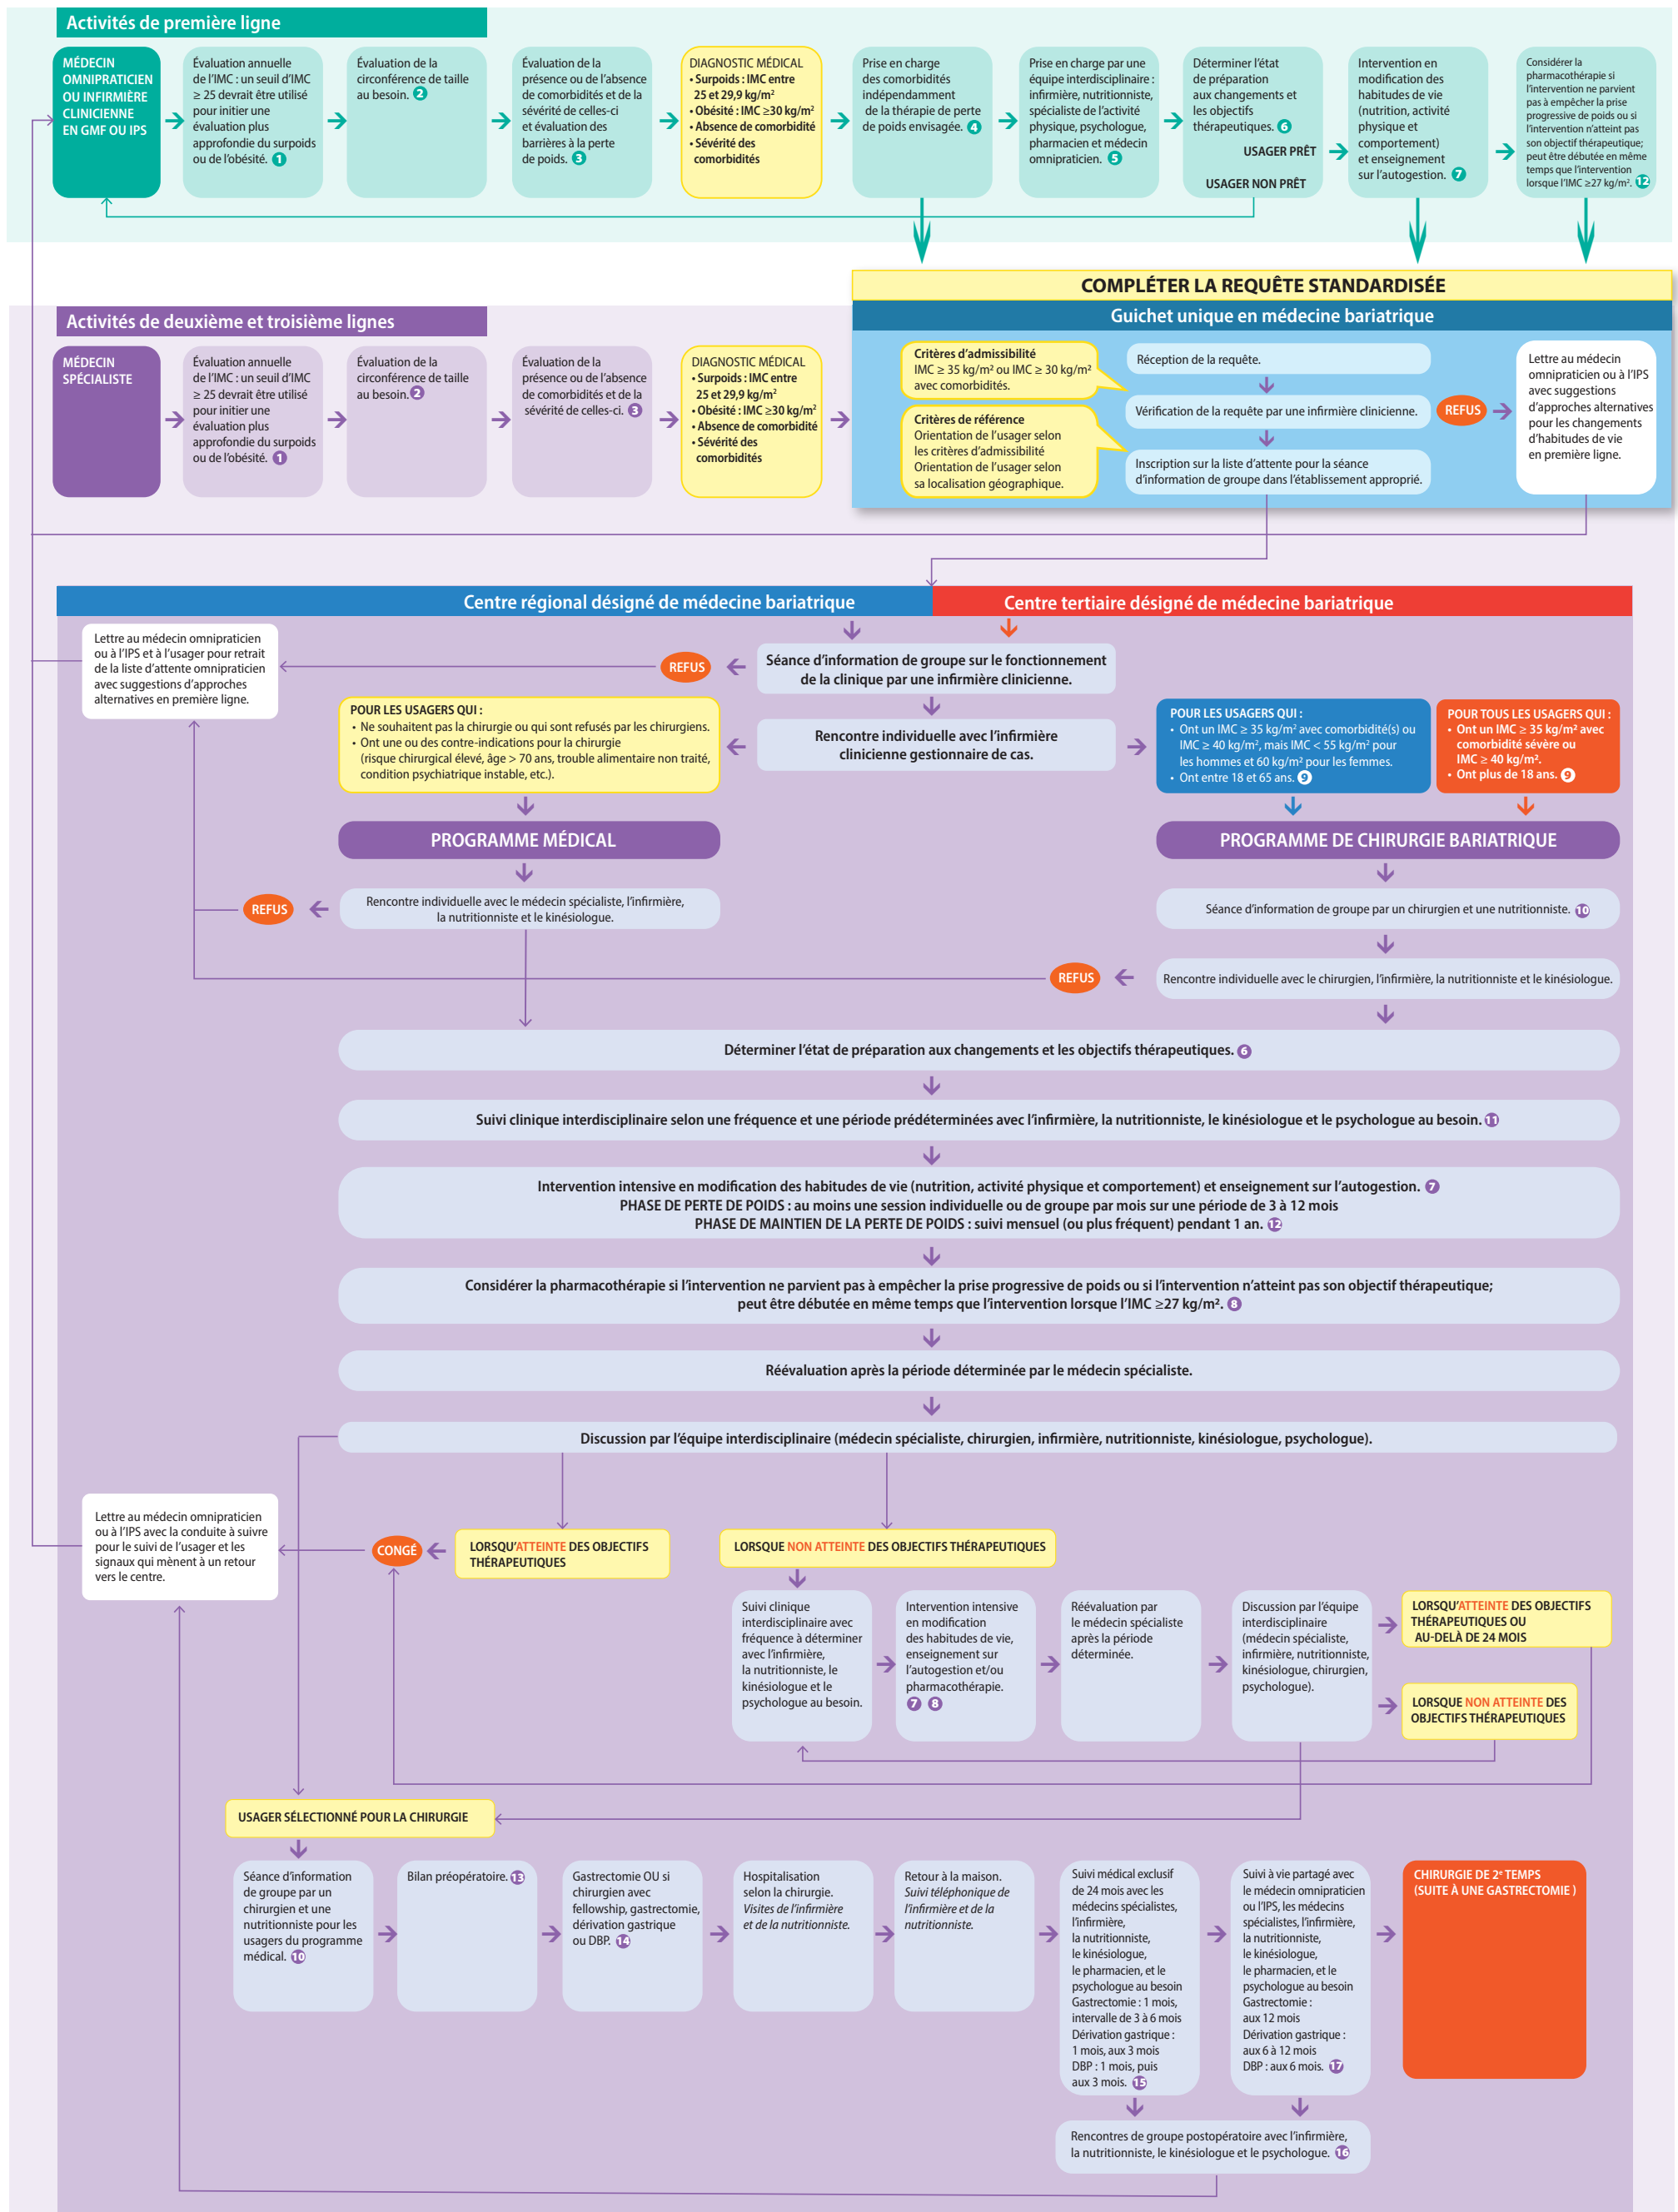 Activités de première ligne
MÉDECIN
OMNIPRATICIEN
OU INFIRMIÈRE
CLINICIENNE
EN GMF OU IPS
Évaluation annuelle
de l'IMC : un seuil d'IMC
≥ 25 devrait être utilisé
pour initier une
évaluation plus
approfondie du surpoids
ou de l'obésité. 1
Évaluation de la
circonférence de taille
au besoin. 2
Évaluation de la
présence ou de l'absence
de comorbidités et de la
sévérité de celles-ci
et évaluation des
barrières à la perte
de poids. 3
DIAGNOSTIC MÉDICAL
• Surpoids : IMC entre
25 et 29,9 kg/m²
• Obésité : IMC ≥30 kg/m²
• Absence de comorbidité
• Sévérité des
comorbidités
Prise en charge
des comorbidités
indépendamment
de la thérapie de perte
de poids envisagée. 4
Prise en charge par une
équipe interdisciplinaire :
infirmière, nutritionniste,
spécialiste de l'activité
physique, psychologue,
pharmacien et médecin
omnipraticien. 5
Déterminer l'état
de préparation
aux changements et
les objectifs
thérapeutiques. 6
USAGER PRÊT
USAGER NON PRÊT
Intervention en
modification des
habitudes de vie
(nutrition, activité
physique et
comportement)
et enseignement
sur l'autogestion. 7
Considérer la
pharmacothérapie si
l'intervention ne parvient
pas à empêcher la prise
progressive de poids ou si
l'intervention n'atteint pas
son objectif thérapeutique;
peut être débutée en même
temps que l'intervention
lorsque l'IMC ≥27 kg/m². 12
COMPLÉTER LA REQUÊTE STANDARDISÉE
Guichet unique en médecine bariatrique
Activités de deuxième et troisième lignes
MÉDECIN
SPÉCIALISTE
Évaluation annuelle
de l'IMC : un seuil d'IMC
≥ 25 devrait être utilisé
pour initier une
évaluation plus
approfondie du surpoids
ou de l'obésité. 1
Évaluation de la
circonférence de taille
au besoin. 2
Évaluation de la
présence ou de l'absence
de comorbidités et de la
sévérité de celles-ci. 3
DIAGNOSTIC MÉDICAL
• Surpoids : IMC entre
25 et 29,9 kg/m²
• Obésité : IMC ≥30 kg/m²
• Absence de comorbidité
• Sévérité des
comorbidités
Critères d'admissibilité
IMC ≥ 35 kg/m² ou IMC ≥ 30 kg/m²
avec comorbidités.
Critères de référence
Orientation de l'usager selon
les critères d'admissibilité
Orientation de l'usager selon
sa localisation géographique.
Réception de la requête.
Vérification de la requête par une infirmière clinicienne.
REFUS
Inscription sur la liste d'attente pour la séance
d'information de groupe dans l'établissement approprié.
Lettre au médecin
omnipraticien ou à l'IPS
avec suggestions
d'approches alternatives
pour les changements
d'habitudes de vie
en première ligne.
Centre régional désigné de médecine bariatrique
Centre tertiaire désigné de médecine bariatrique
Lettre au médecin omnipraticien
ou à l'IPS et à l'usager pour retrait
de la liste d'attente omnipraticien
avec suggestions d'approches
alternatives en première ligne.
REFUS
Séance d'information de groupe sur le fonctionnement
de la clinique par une infirmière clinicienne.
POUR LES USAGERS QUI :
• Ne souhaitent pas la chirurgie ou qui sont refusés par les chirurgiens.
• Ont une ou des contre-indications pour la chirurgie
(risque chirurgical élevé, âge > 70 ans, trouble alimentaire non traité,
condition psychiatrique instable, etc.).
Rencontre individuelle avec l'infirmière
clinicienne gestionnaire de cas.
POUR LES USAGERS QUI :
• Ont un IMC ≥ 35 kg/m² avec comorbidité(s) ou
IMC ≥ 40 kg/m², mais IMC < 55 kg/m² pour
les hommes et 60 kg/m² pour les femmes.
• Ont entre 18 et 65 ans. 9
POUR TOUS LES USAGERS QUI :
• Ont un IMC ≥ 35 kg/m² avec
comorbidité sévère ou
IMC ≥ 40 kg/m².
• Ont plus de 18 ans. 9
PROGRAMME MÉDICAL
PROGRAMME DE CHIRURGIE BARIATRIQUE
REFUS
Rencontre individuelle avec le médecin spécialiste, l'infirmière,
la nutritionniste et le kinésiologue.
Séance d'information de groupe par un chirurgien et une nutritionniste. 10
REFUS
Rencontre individuelle avec le chirurgien, l'infirmière, la nutritionniste et le kinésiologue.
Déterminer l'état de préparation aux changements et les objectifs thérapeutiques. 6
Suivi clinique interdisciplinaire selon une fréquence et une période prédéterminées avec l'infirmière, la nutritionniste, le kinésiologue et le psychologue au besoin. 11
Intervention intensive en modification des habitudes de vie (nutrition, activité physique et comportement) et enseignement sur l'autogestion. 7
PHASE DE PERTE DE POIDS : au moins une session individuelle ou de groupe par mois sur une période de 3 à 12 mois
PHASE DE MAINTIEN DE LA PERTE DE POIDS : suivi mensuel (ou plus fréquent) pendant 1 an. 12
Considérer la pharmacothérapie si l'intervention ne parvient pas à empêcher la prise progressive de poids ou si l'intervention n'atteint pas son objectif thérapeutique;
peut être débutée en même temps que l'intervention lorsque l'IMC ≥27 kg/m². 8
Réévaluation après la période déterminée par le médecin spécialiste.
Discussion par l'équipe interdisciplinaire (médecin spécialiste, chirurgien, infirmière, nutritionniste, kinésiologue, psychologue).
Lettre au médecin omnipraticien
ou à l'IPS avec la conduite à suivre
pour le suivi de l'usager et les
signaux qui mènent à un retour
vers le centre.
CONGÉ
LORSQU'ATTEINTE DES OBJECTIFS
THÉRAPEUTIQUES
LORSQUE NON ATTEINTE DES OBJECTIFS THÉRAPEUTIQUES
Suivi clinique
interdisciplinaire avec
fréquence à déterminer
avec l'infirmière,
la nutritionniste, le
kinésiologue et le
psychologue au besoin.
Intervention intensive
en modification
des habitudes de vie,
enseignement sur
l'autogestion et/ou
pharmacothérapie.
7 8
Réévaluation par
le médecin spécialiste
après la période
déterminée.
Discussion par l'équipe
interdisciplinaire
(médecin spécialiste,
infirmière, nutritionniste,
kinésiologue, chirurgien,
psychologue).
LORSQU'ATTEINTE DES OBJECTIFS
THÉRAPEUTIQUES OU
AU-DELÀ DE 24 MOIS
LORSQUE NON ATTEINTE DES
OBJECTIFS THÉRAPEUTIQUES
USAGER SÉLECTIONNÉ POUR LA CHIRURGIE
Séance d'information
de groupe par un
chirurgien et une
nutritionniste pour les
usagers du programme
médical. 10
Bilan préopératoire. 13
Gastrectomie OU si
chirurgien avec
fellowship, gastrectomie,
dérivation gastrique
ou DBP. 14
Hospitalisation
selon la chirurgie.
Visites de l'infirmière
et de la nutritionniste.
Retour à la maison.
Suivi téléphonique de
l'infirmière et de la
nutritionniste.
Suivi médical exclusif
de 24 mois avec les
médecins spécialistes,
l'infirmière,
la nutritionniste,
le kinésiologue,
le pharmacien, et le
psychologue au besoin
Gastrectomie : 1 mois,
intervalle de 3 à 6 mois
Dérivation gastrique :
1 mois, aux 3 mois
DBP : 1 mois, puis
aux 3 mois. 15
Suivi à vie partagé avec
le médecin omnipraticien
ou l'IPS, les médecins
spécialistes, l'infirmière,
la nutritionniste,
le kinésiologue,
le pharmacien, et le
psychologue au besoin
Gastrectomie :
aux 12 mois
Dérivation gastrique :
aux 6 à 12 mois
DBP : aux 6 mois. 17
CHIRURGIE DE 2ᵉ TEMPS
(SUITE À UNE GASTRECTOMIE )
Rencontres de groupe postopératoire avec l'infirmière,
la nutritionniste, le kinésiologue et le psychologue. 16